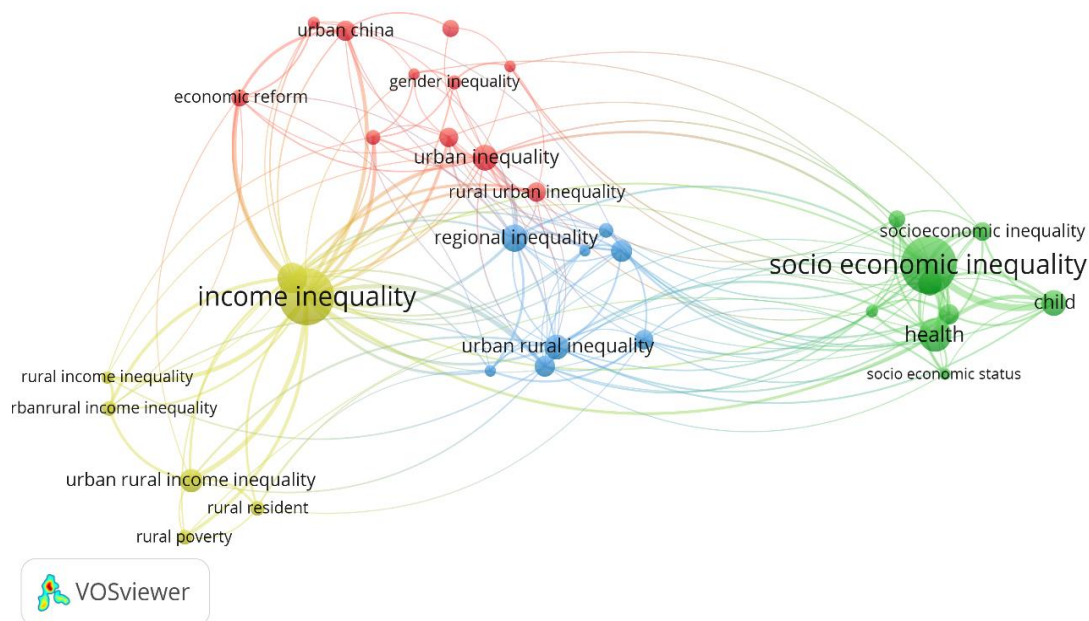 urban china
gender inequality
economic reform
urban inequality
rural urban inequality
regional inequality
socioeconomic inequality
socio economic inequality
income inequality
child
health
urban rural inequality
socio economic status
rural income inequality
rbanrural income inequality
urban rural income inequality
rural resident
rural poverty
VOSviewer